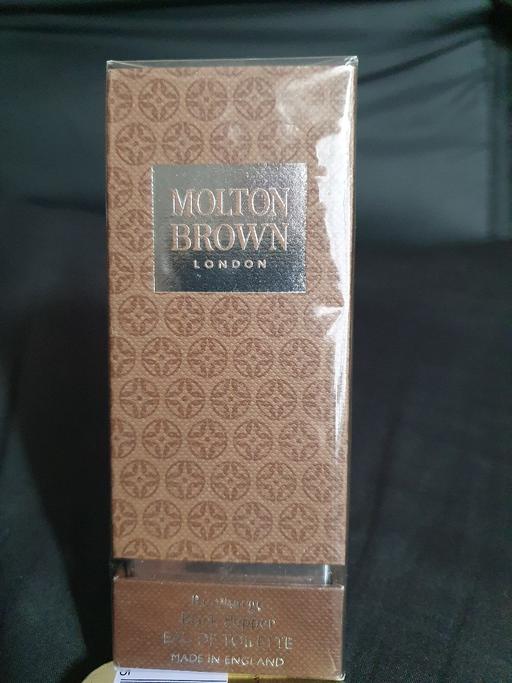 MOLTON
BROWN
LONDON
Black Pepper
EAU DE TOILETTE
MADE IN ENGLAND